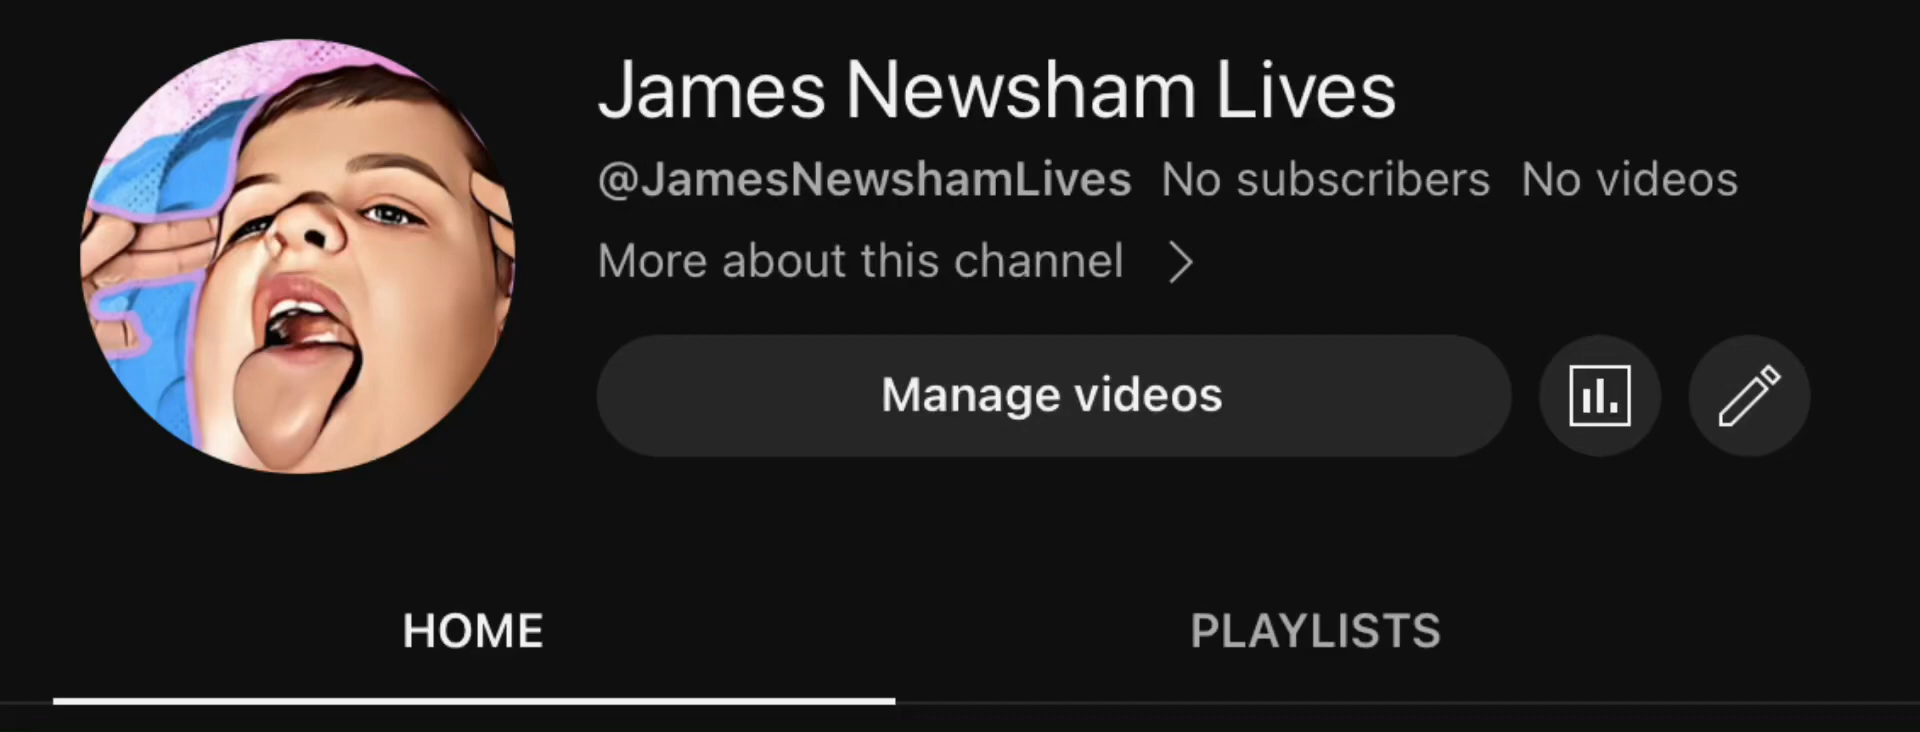 James Newsham Lives
@JamesNewshamLives No subscribers No videos
More about this channel >
Manage videos
HOME PLAYLISTS